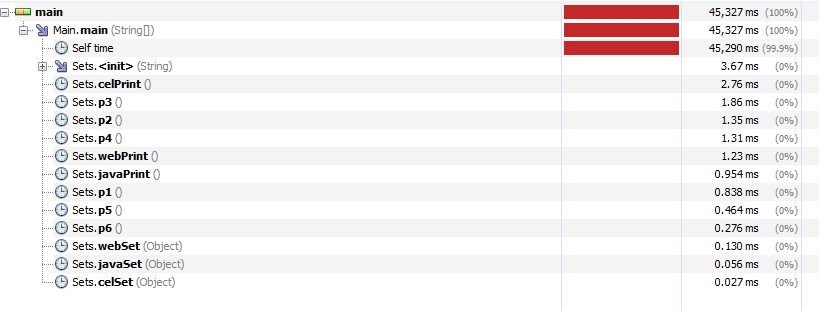 main 45,327 ms (100%)
Main.main (String[]) 45,327 ms (100%)
Self time 45,290 ms (99.9%)
Sets.<init> (String) 3.67 ms (0%)
Sets.celPrint () 2.76 ms (0%)
Sets.p3 () 1.86 ms (0%)
Sets.p2 () 1.35 ms (0%)
Sets.p4 () 1.31 ms (0%)
Sets.webPrint () 1.23 ms (0%)
Sets.javaPrint () 0.954 ms (0%)
Sets.p1 () 0.838 ms (0%)
Sets.p5 () 0.464 ms (0%)
Sets.p6 () 0.276 ms (0%)
Sets.webSet (Object) 0.130 ms (0%)
Sets.javaSet (Object) 0.056 ms (0%)
Sets.celSet (Object) 0.027 ms (0%)